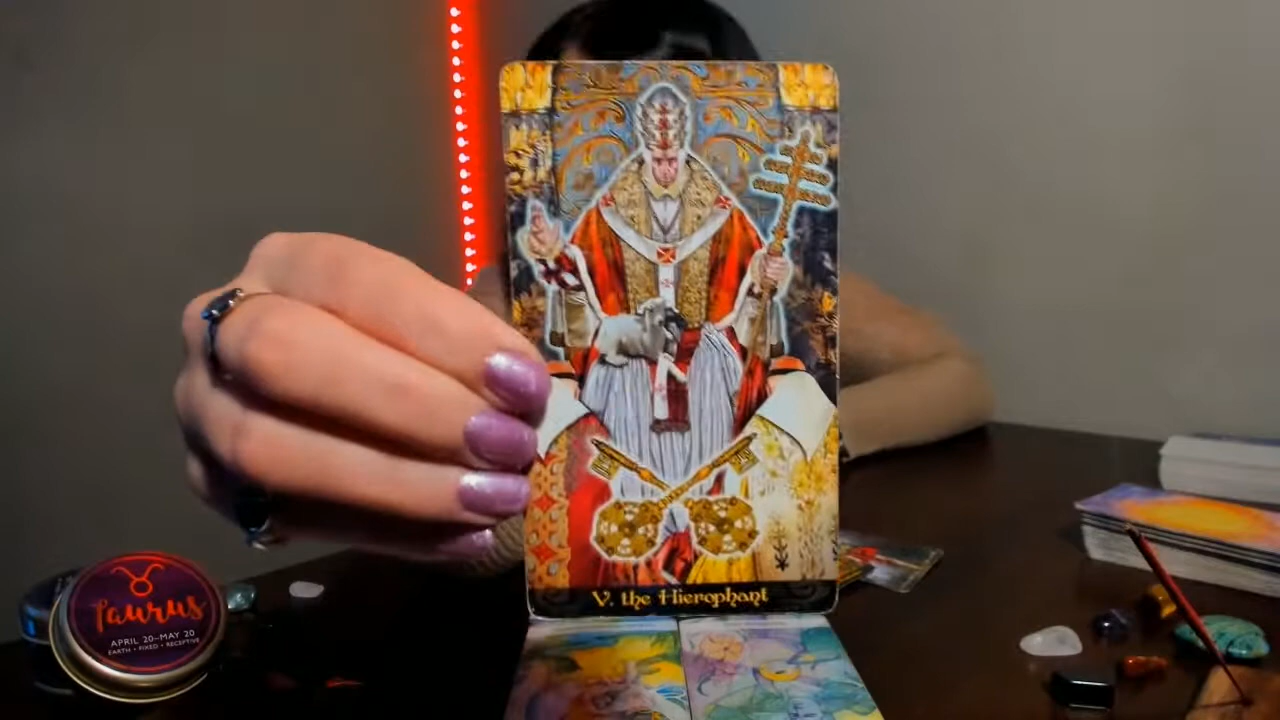 V. the Hierophant
Taurus
APRIL 20–MAY 20
EARTH • FIXED • RECEPTIVE